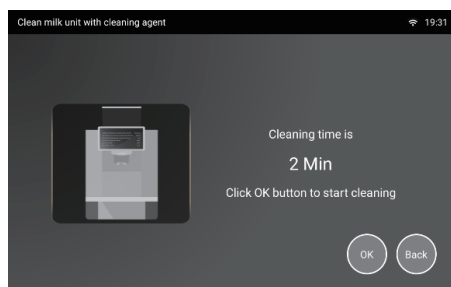 Clean milk unit with cleaning agent
19:31
Cleaning time is
2 Min
Click OK button to start cleaning
OK
Back